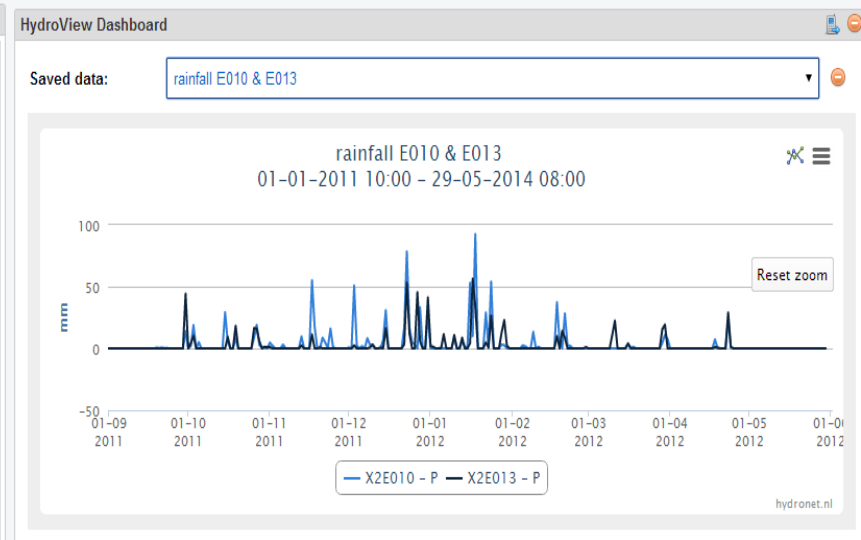 HydroView Dashboard
Saved data:
rainfall E010 & E013
rainfall E010 & E013
01-01-2011 10:00 - 29-05-2014 08:00
Reset zoom
mm
100
50
0
-50
01-09 2011
01-10 2011
01-11 2011
01-12 2011
01-01 2012
01-02 2012
01-03 2012
01-04 2012
01-05 2012
2012
X2E010 - P
X2E013 - P
hydronet.nl